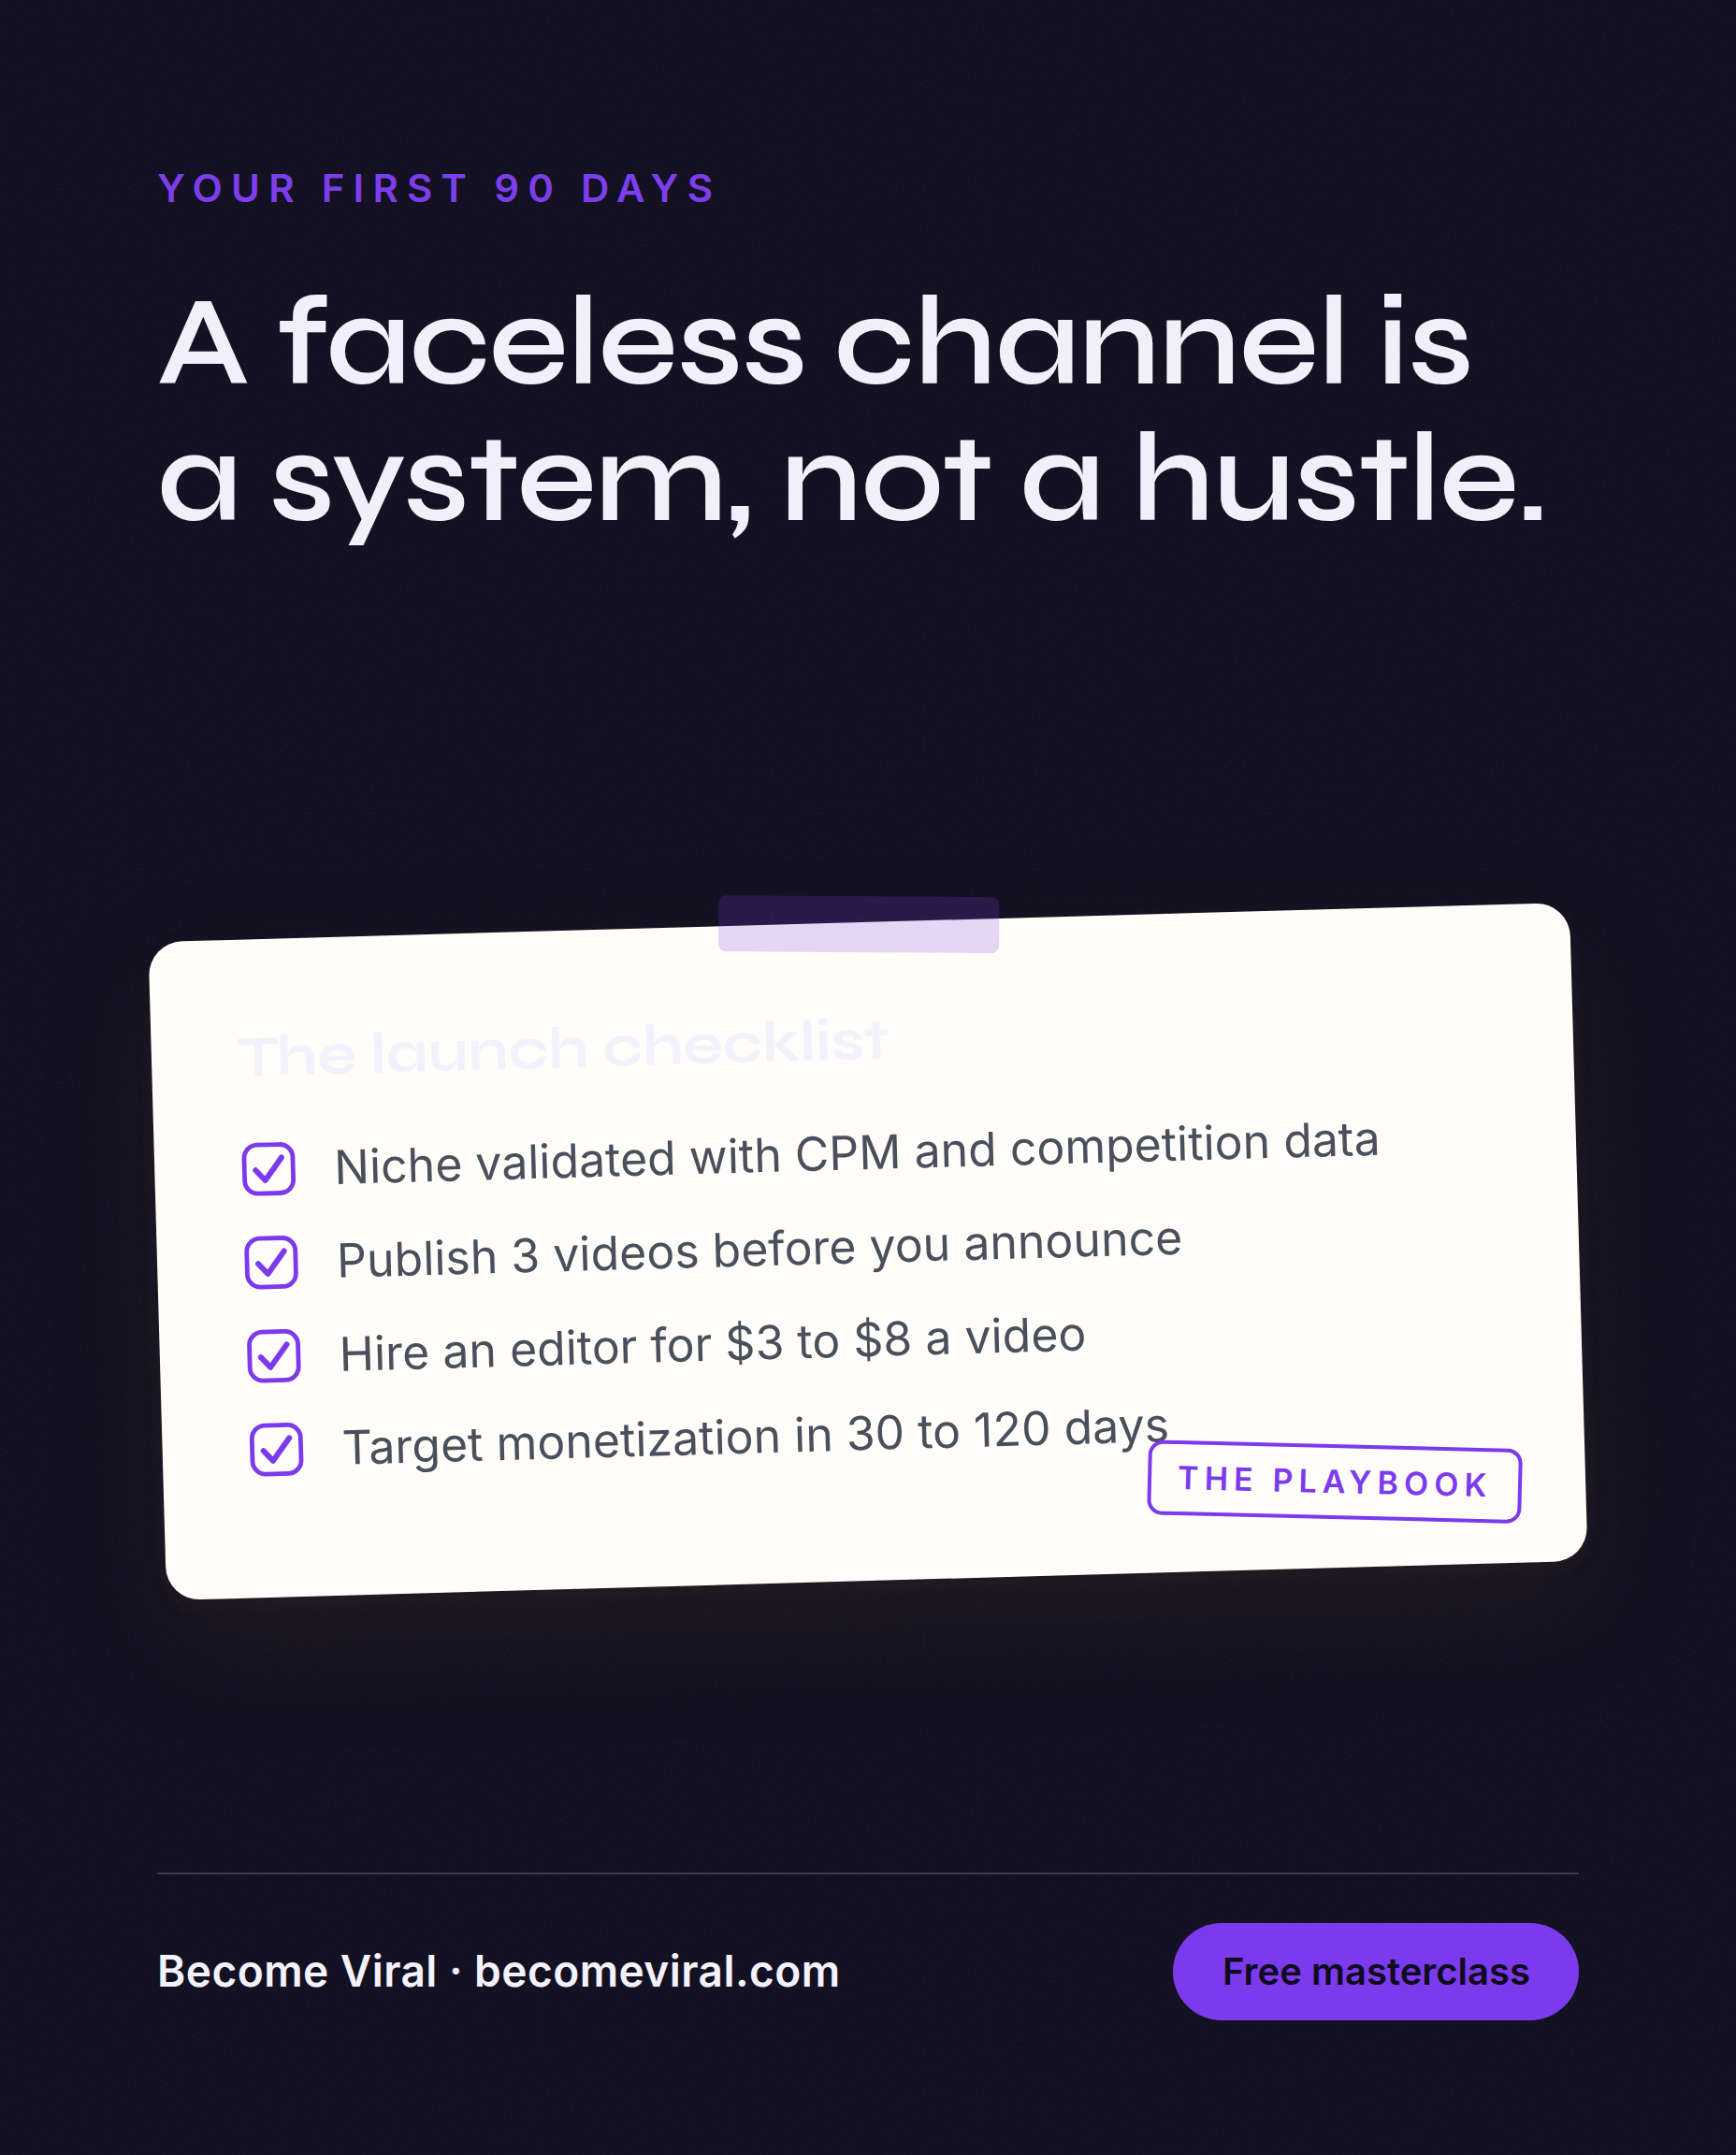 YOUR FIRST 90 DAYS
A faceless channel is
a system, not a hustle.
The launch checklist
Niche validated with CPM and competition data
Publish 3 videos before you announce
Hire an editor for $3 to $8 a video
Target monetization in 30 to 120 days
THE PLAYBOOK
Become Viral · becomeviral.com
Free masterclass